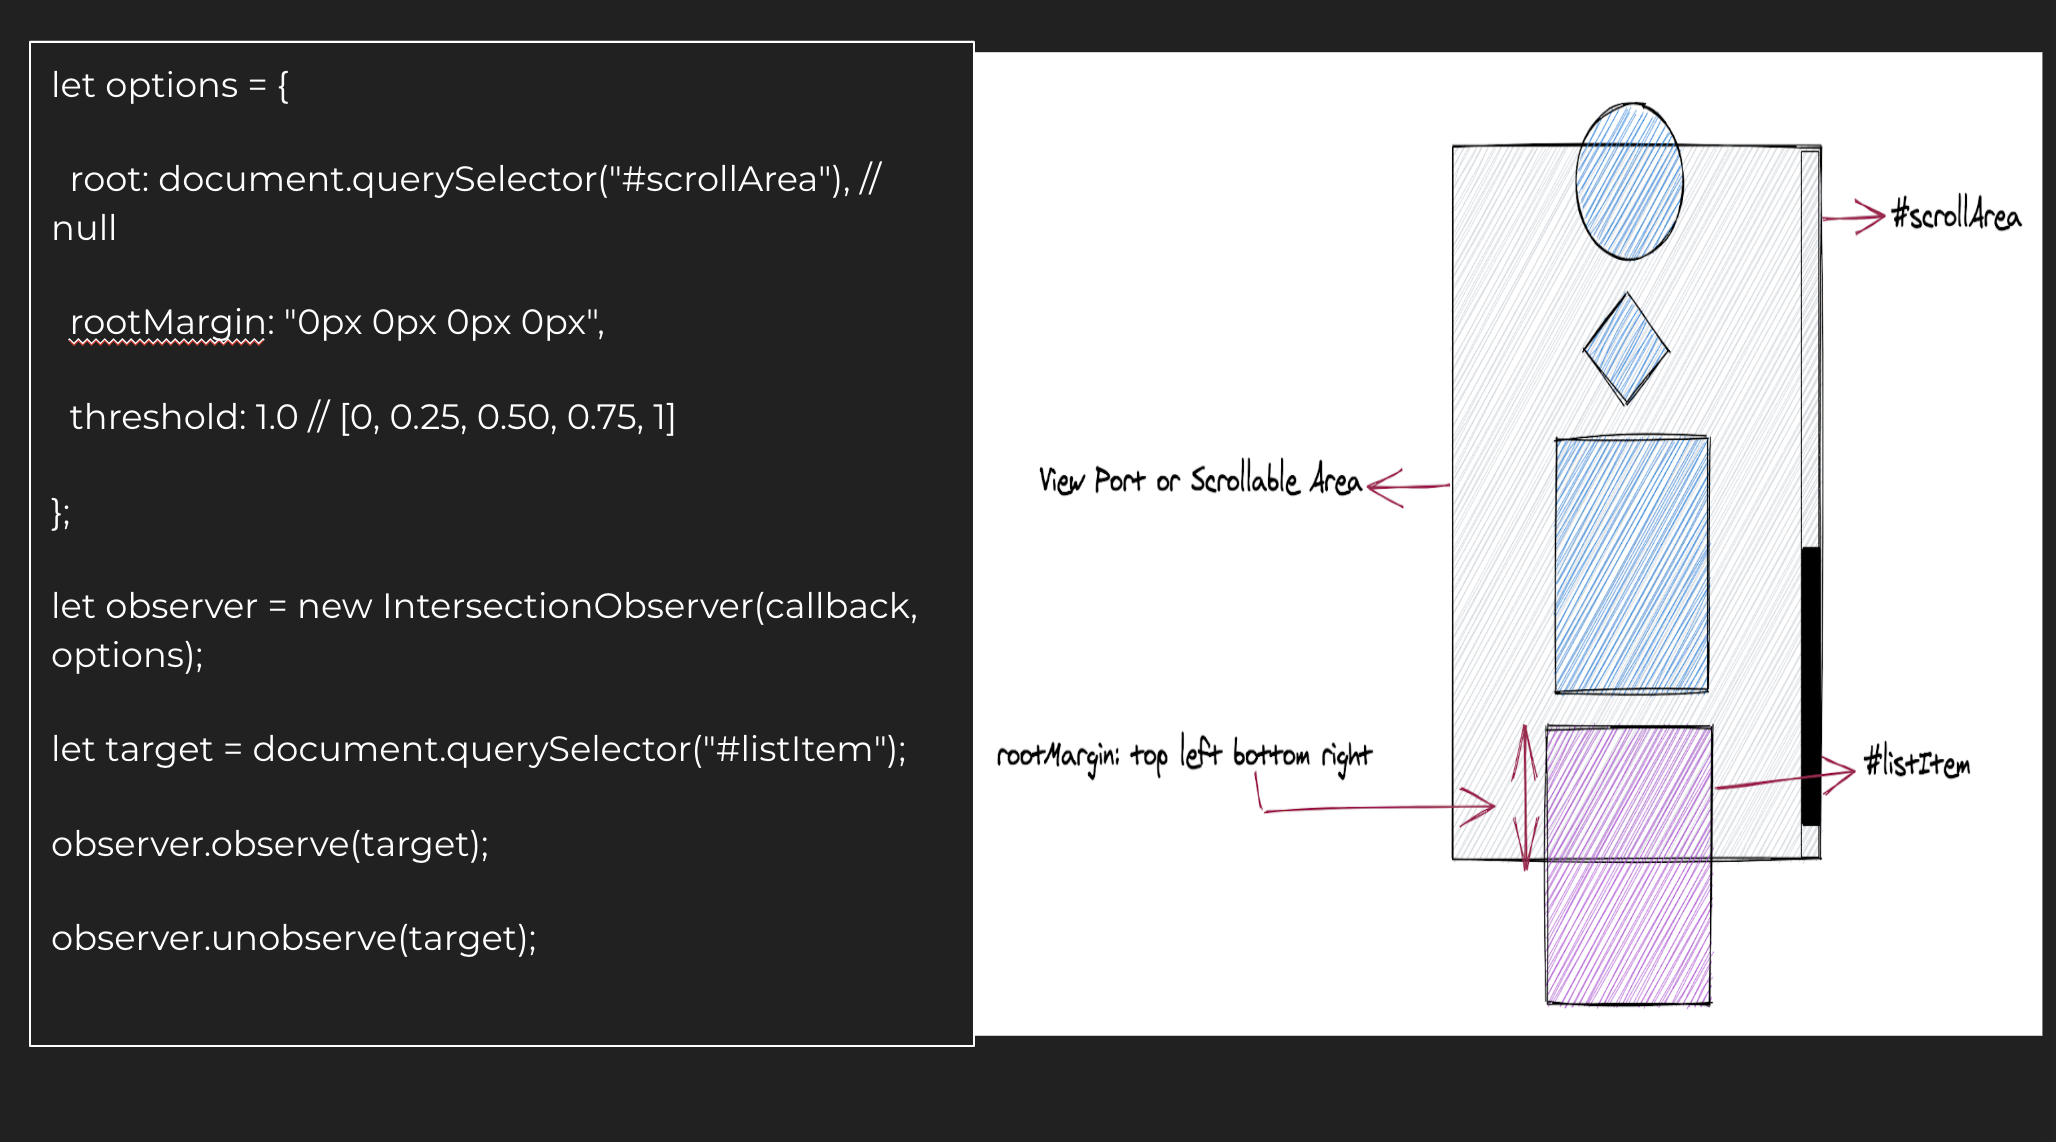 let options = {
root: document.querySelector("#scrollArea"), //
null
rootMargin: "0px 0px 0px 0px",
threshold: 1.0 // [0, 0.25, 0.50, 0.75, 1]
};
let observer = new IntersectionObserver(callback,
options);
let target = document.querySelector("#listItem");
observer.observe(target);
observer.unobserve(target);
#scrollArea
View Port or Scrollable Area
rootMargin: top left bottom right
#listItem